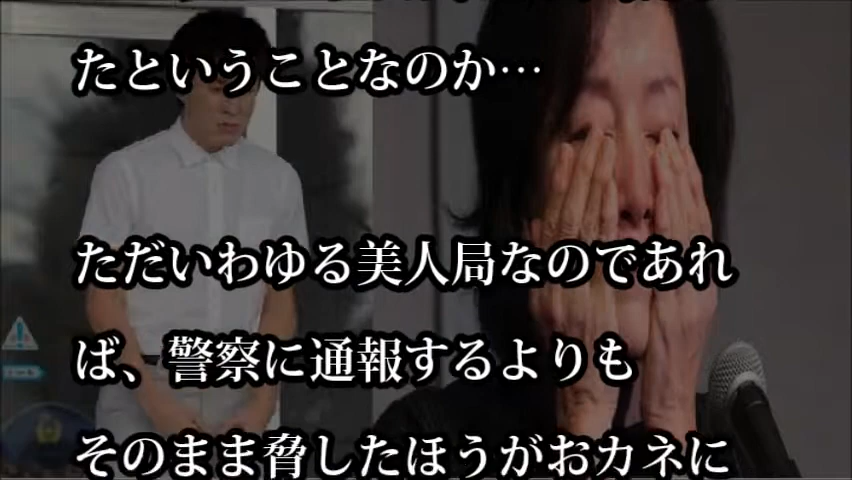 たということなのか…
ただいわゆる美人局なのであれ
ば、警察に通報するよりも
そのまま脅したほうがおカネに